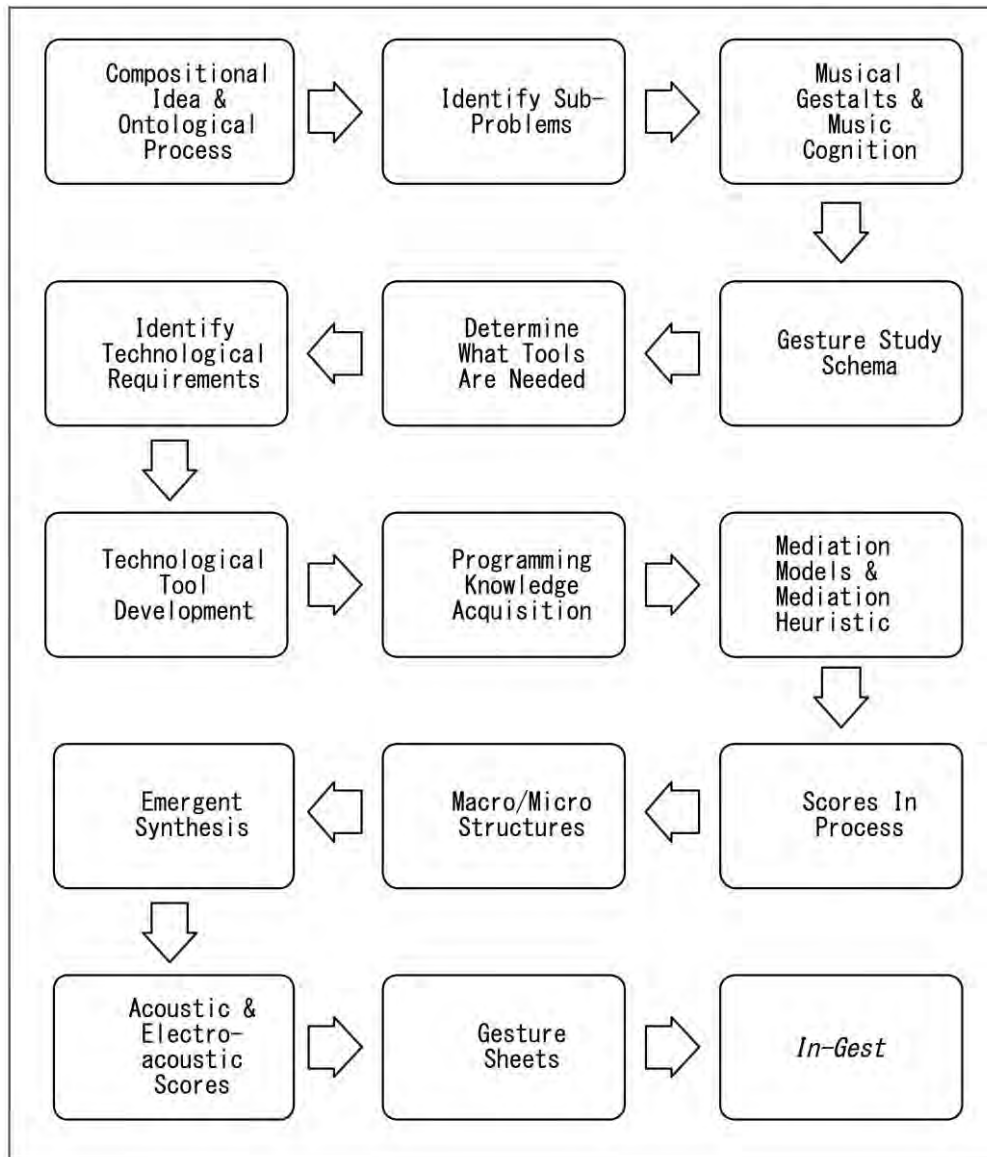 Compositional
Idea &
Ontological
Process
Identify Sub-
Problems
Musical
Gestalts &
Music
Cognition
Gesture Study
Schema
Determine
What Tools
Are Needed
Identify
Technological
Requirements
Technological
Tool
Development
Programming
Knowledge
Acquisition
Mediation
Models &
Mediation
Heuristic
Scores In
Process
Macro/Micro
Structures
Emergent
Synthesis
Acoustic &
Electro-
acoustic
Scores
Gesture
Sheets
In-Gest